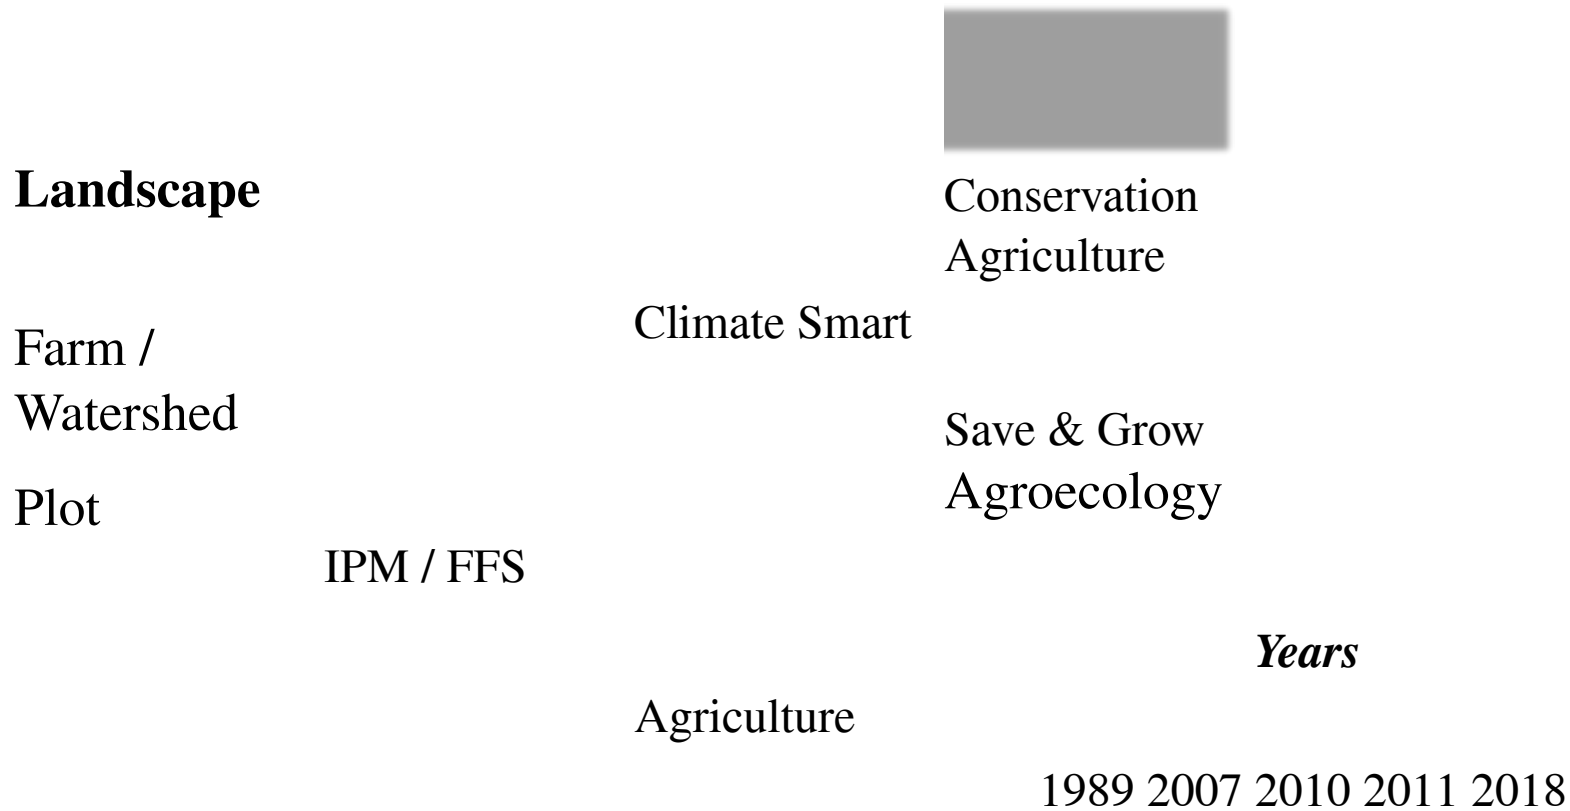 Landscape
Conservation
Agriculture
Climate Smart
Farm /
Watershed
Save & Grow
Agroecology
Plot
IPM / FFS
Years
Agriculture
1989 2007 2010 2011 2018